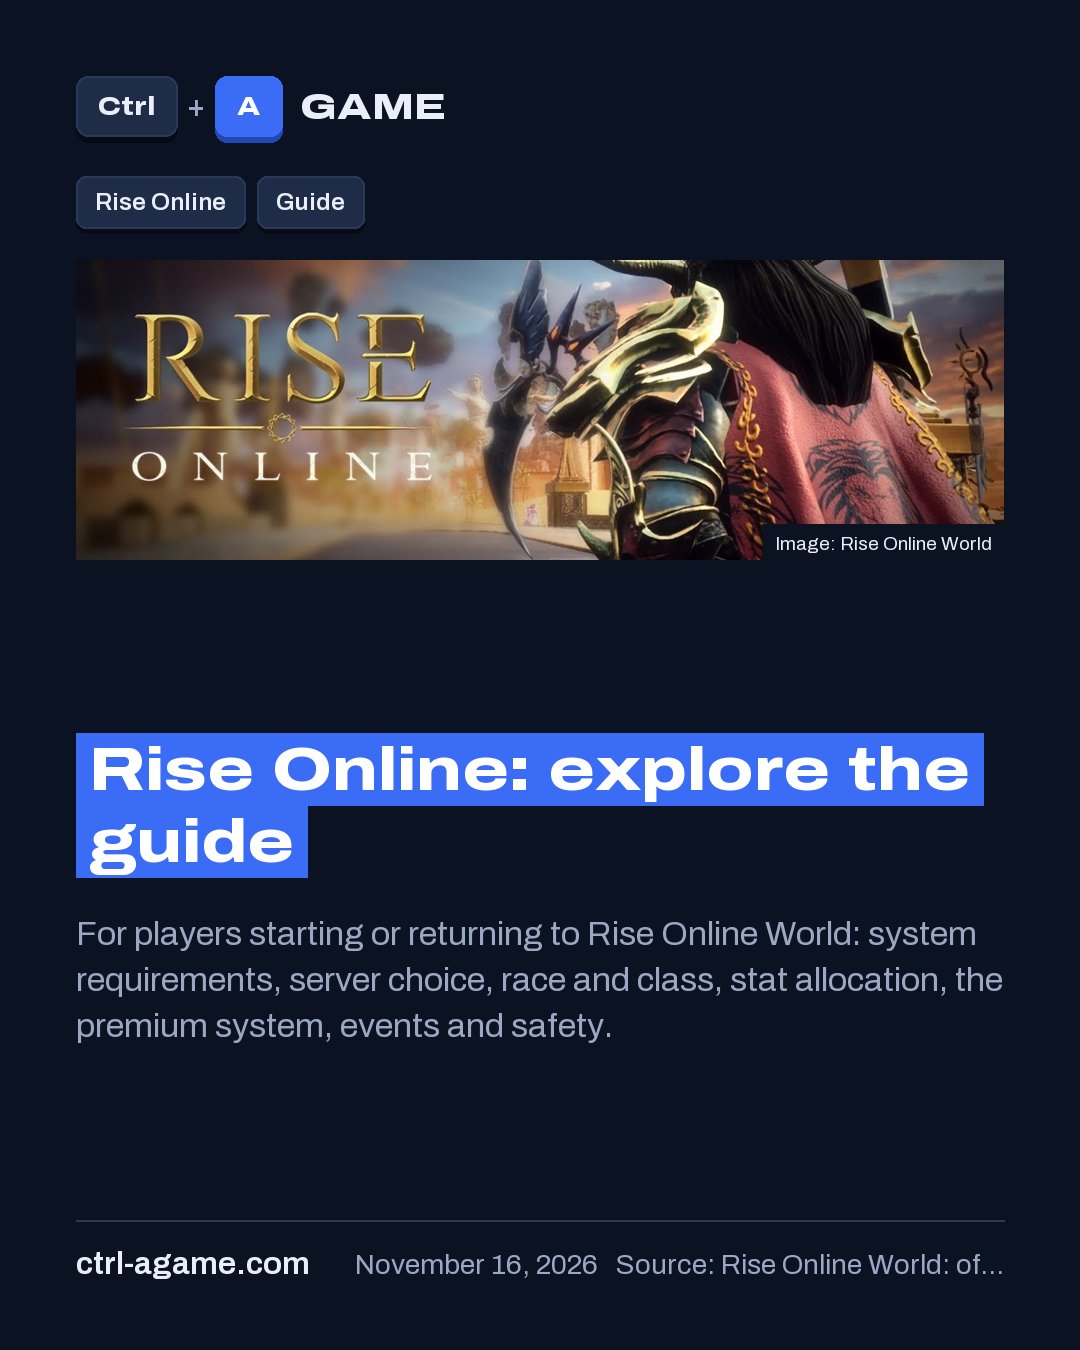 Ctrl + A GAME
Rise Online Guide
RISE
ONLINE
Image: Rise Online World
Rise Online: explore the
guide
For players starting or returning to Rise Online World: system
requirements, server choice, race and class, stat allocation, the
premium system, events and safety.
ctrl-agame.com November 16, 2026 Source: Rise Online World: of...